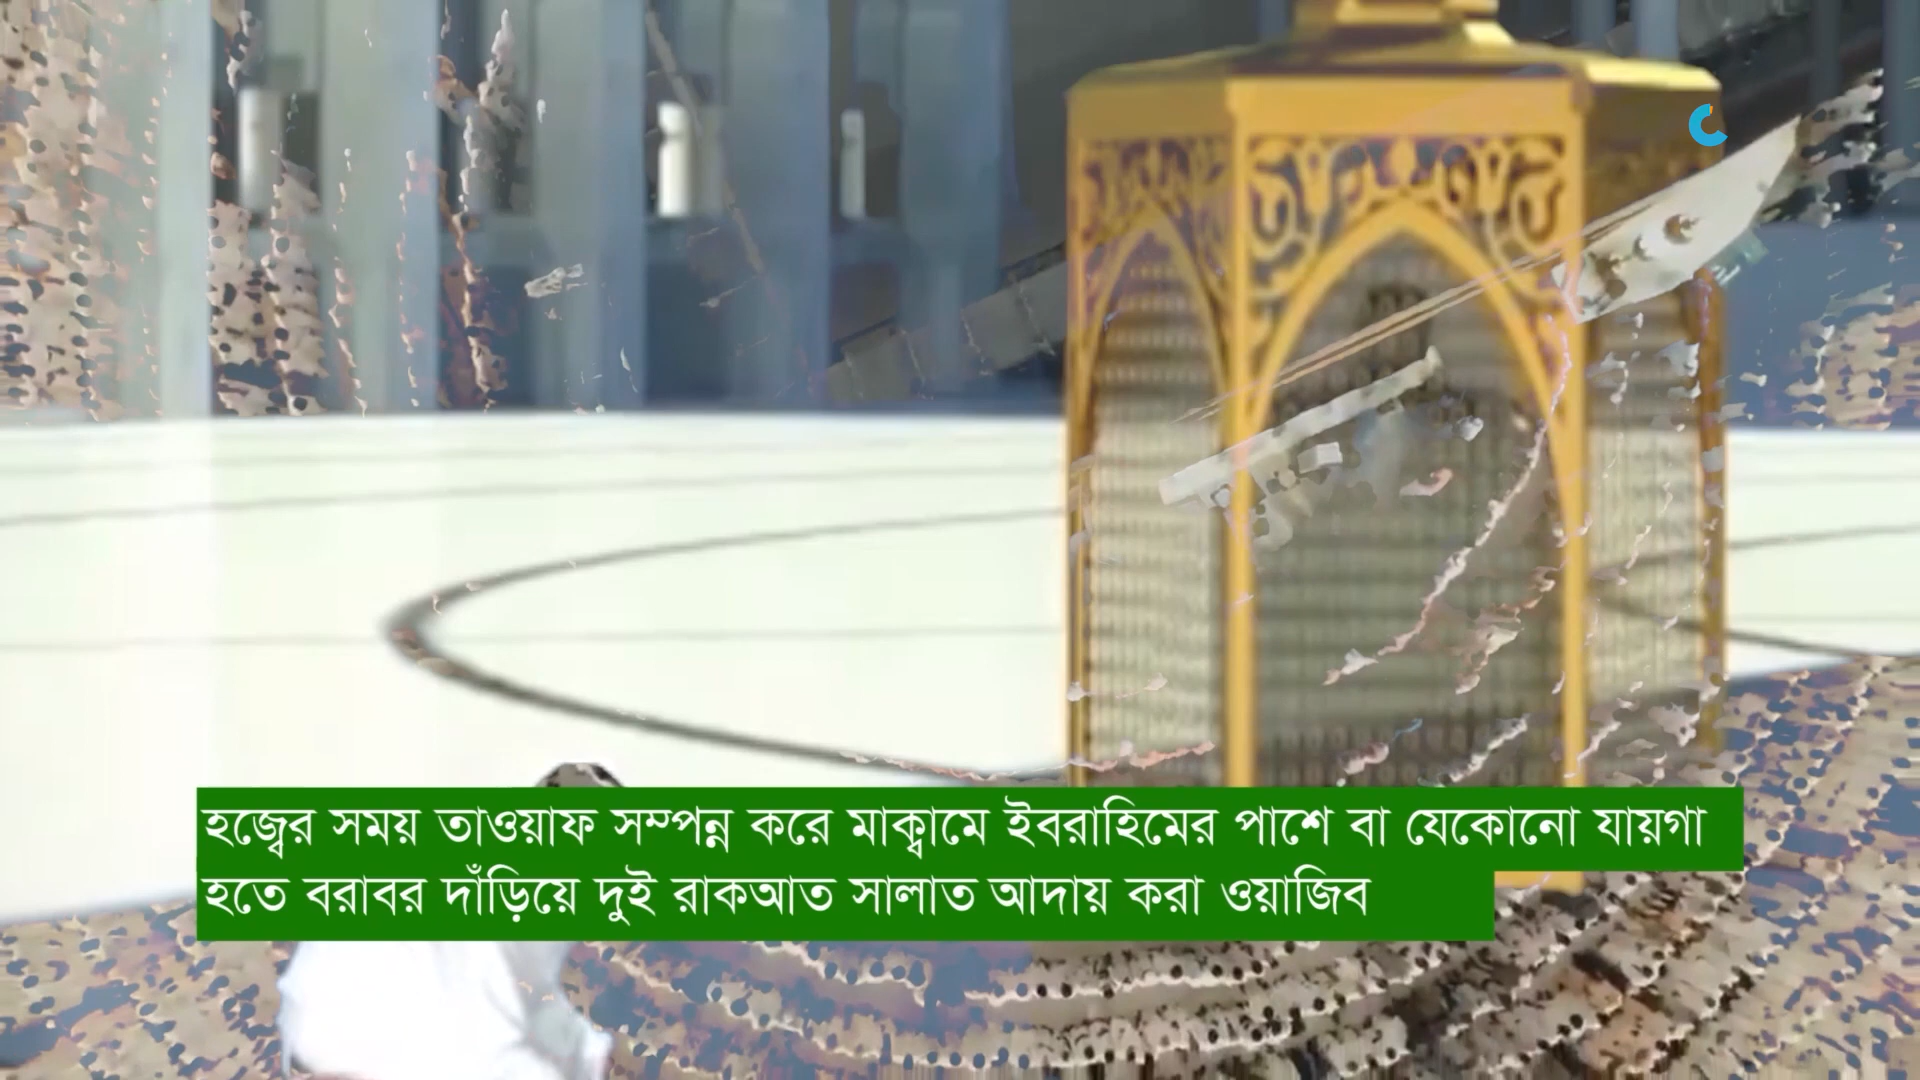 হজ্বের সময় তাওয়াফ সম্পন্ন করে মাক্বামে ইবরাহিমের পাশে বা যেকোনো যায়গা
হতে বরাবর দাঁড়িয়ে দুই রাকআত সালাত আদায় করা ওয়াজিব